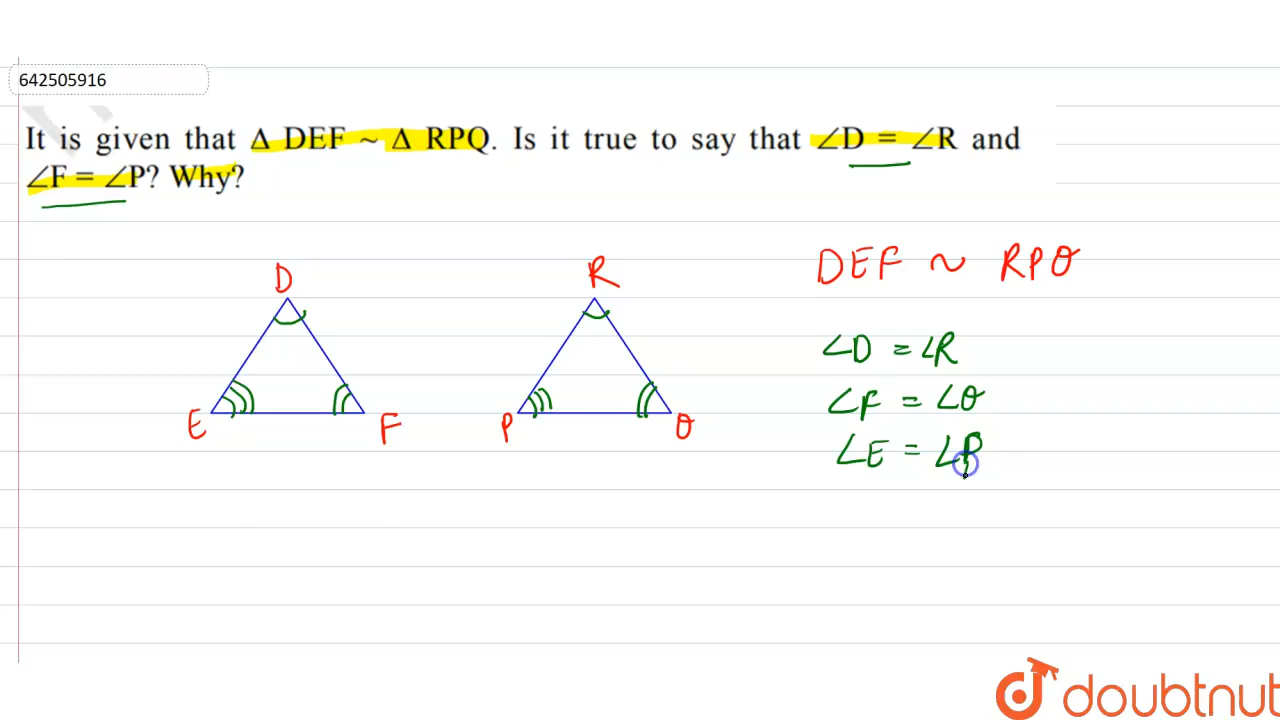 642505916
It is given that Δ DEF ~ Δ RPQ. Is it true to say that ∠D = ∠R and
∠F = ∠P? Why?
D
R
DEF ~ RPQ
∠D = ∠R
∠F = ∠Q
E
F
P
Q
∠E = ∠P
doubtnut